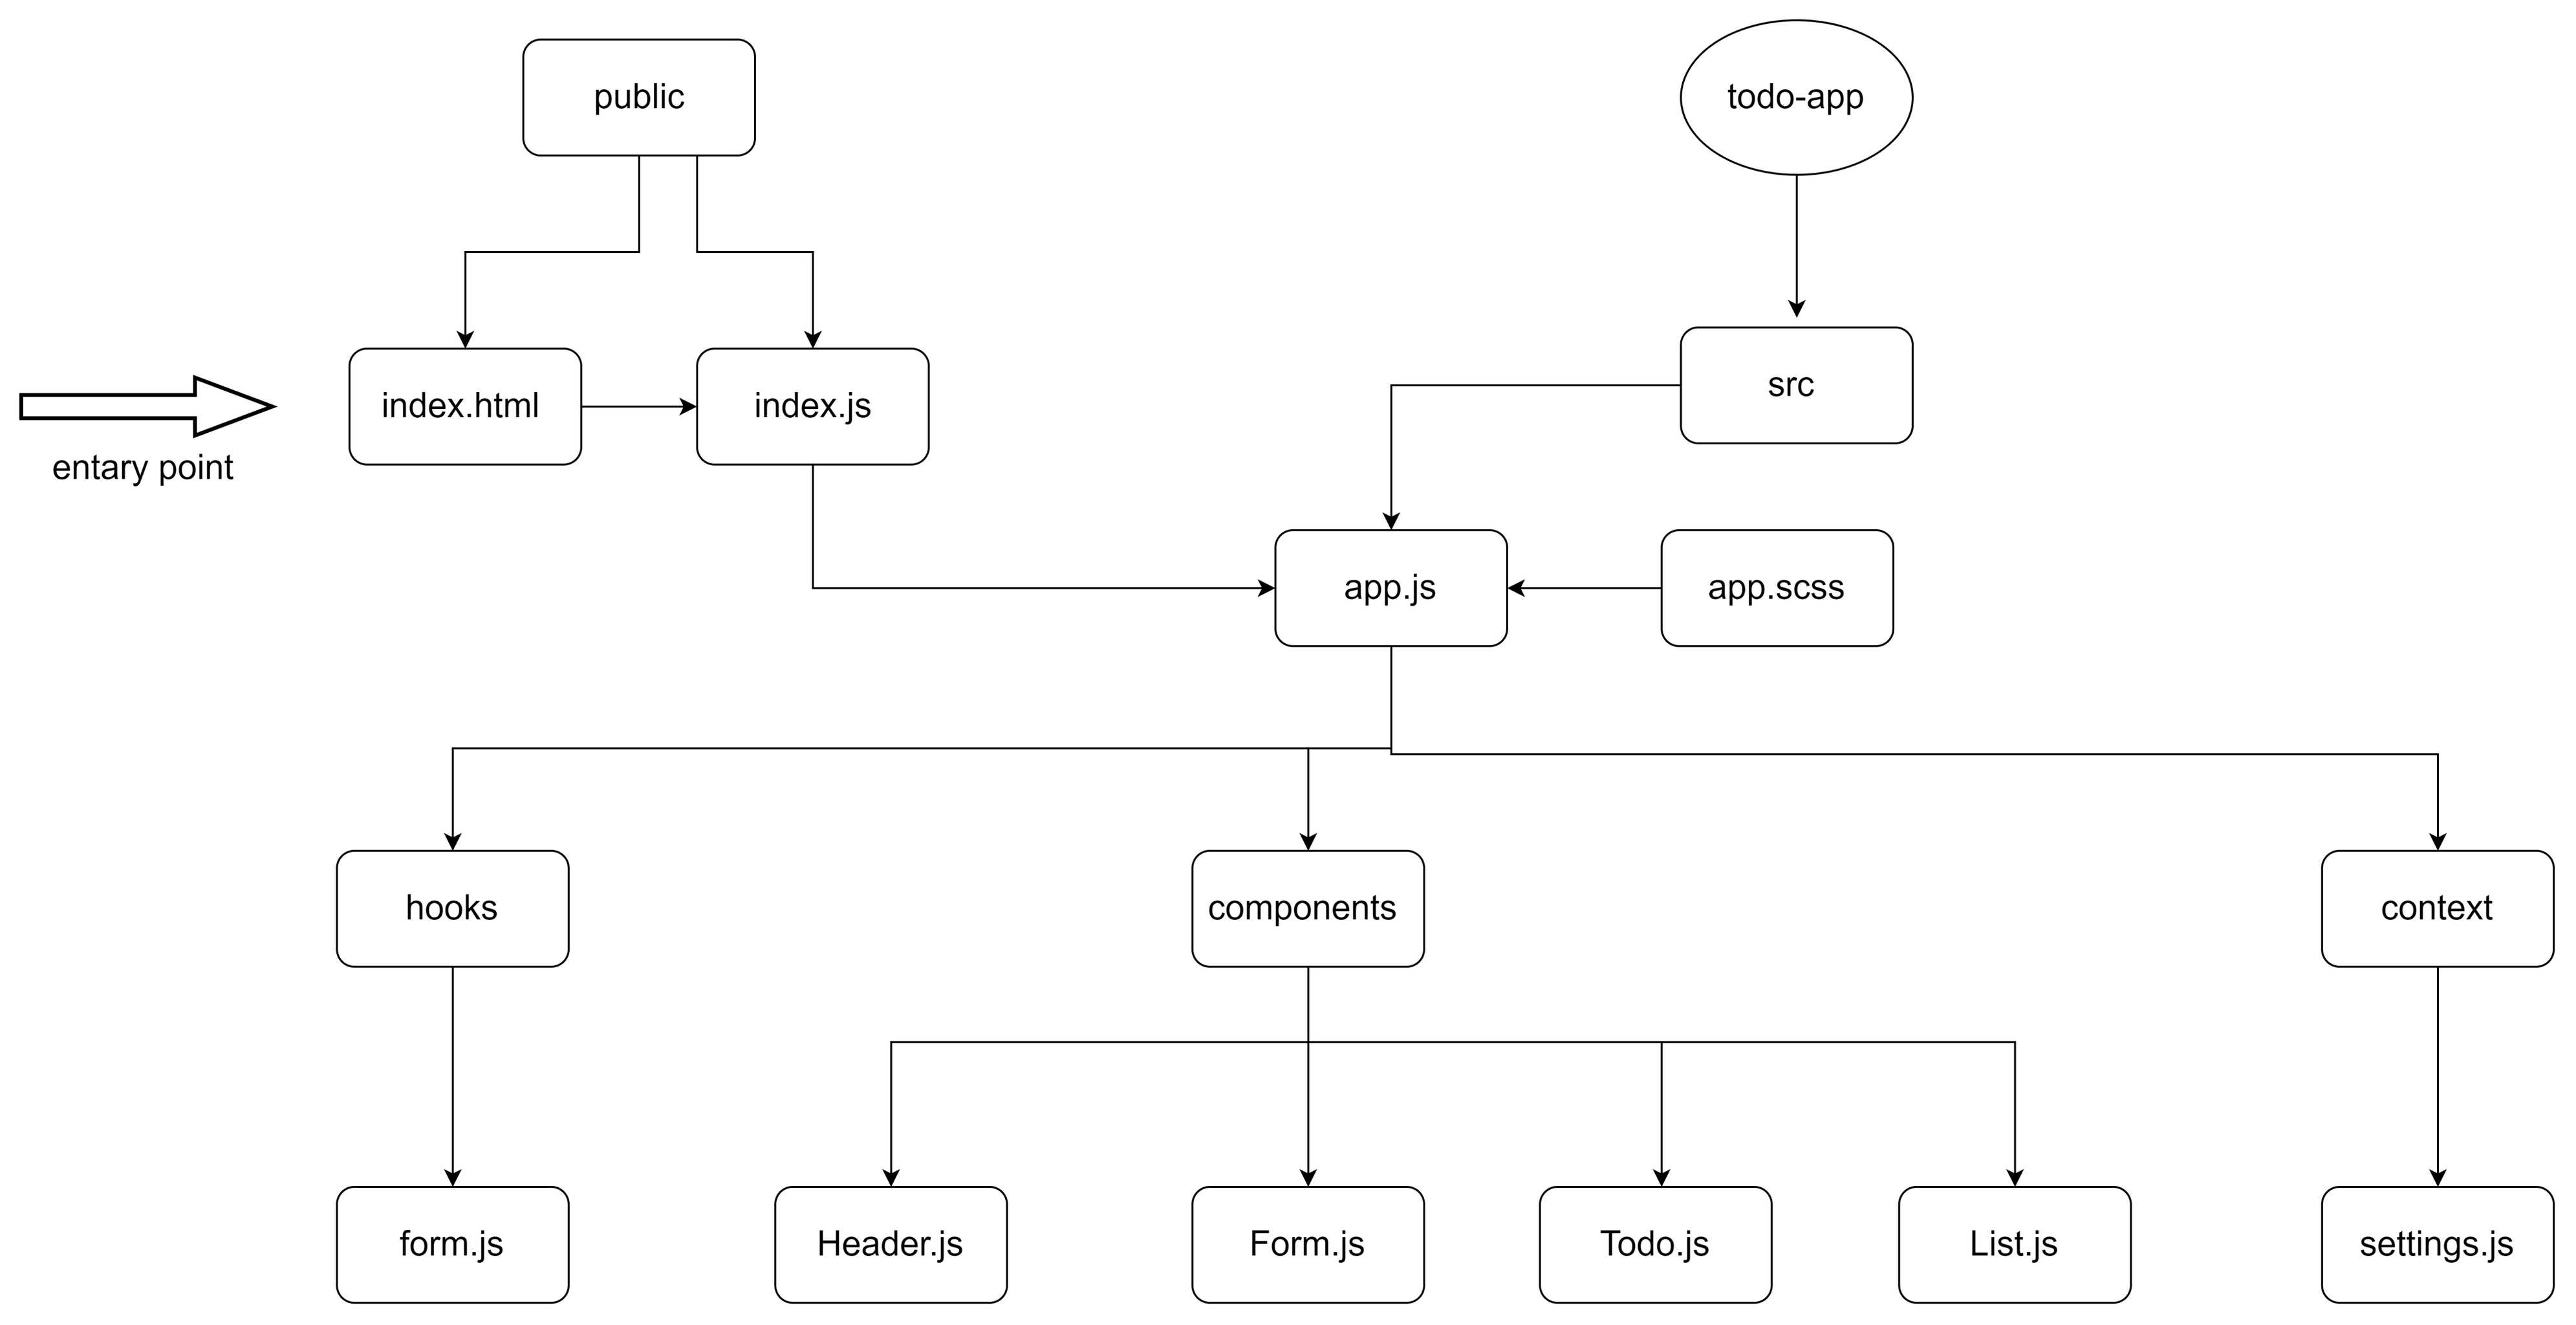 public
todo-app
index.html
index.js
src
entary point
app.js
app.scss
hooks
components
context
form.js
Header.js
Form.js
Todo.js
List.js
settings.js